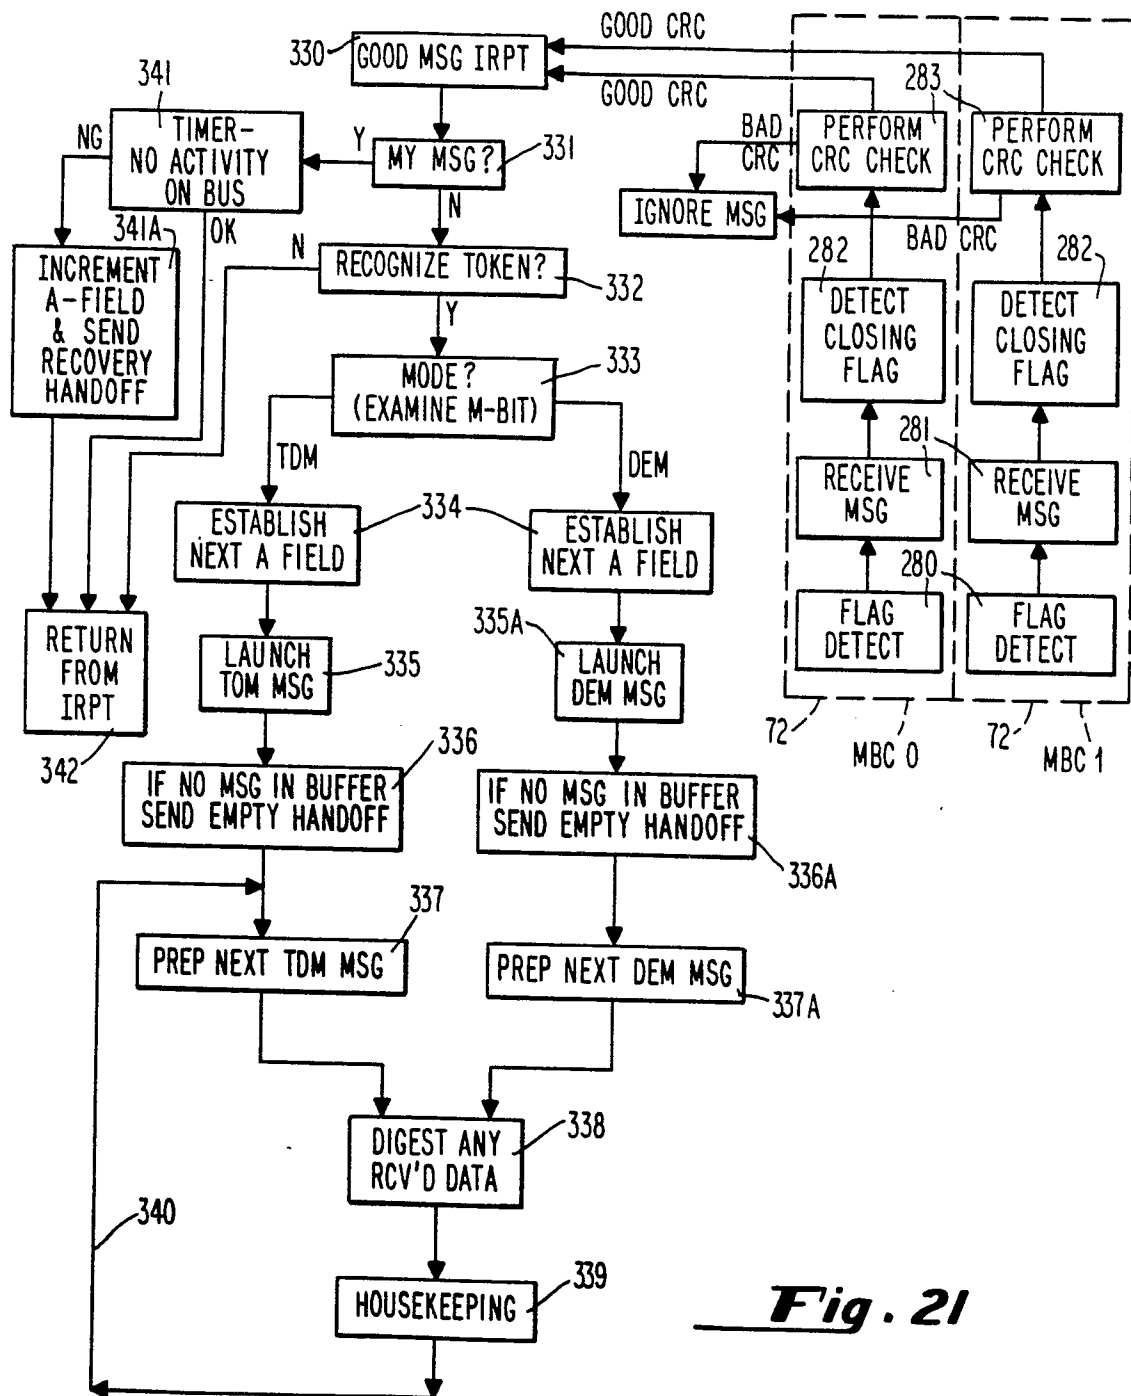 GOOD CRC
330
GOOD MSG IRPT
GOOD CRC
341
283
NG
TIMER-
NO ACTIVITY
ON BUS
Y
MY MSG?
331
BAD
CRC
PERFORM
CRC CHECK
PERFORM
CRC CHECK
N
IGNORE MSG
OK
341A
BAD CRC
INCREMENT
A-FIELD
& SEND
RECOVERY
HANDOFF
N
RECOGNIZE TOKEN?
332
282
282
DETECT
CLOSING
FLAG
DETECT
CLOSING
FLAG
Y
MODE?
(EXAMINE M-BIT)
333
TDM
DEM
281
RECEIVE
MSG
RECEIVE
MSG
ESTABLISH
NEXT A FIELD
334
ESTABLISH
NEXT A FIELD
280
FLAG
DETECT
FLAG
DETECT
RETURN
FROM
IRPT
342
LAUNCH
TOM MSG
335
335A
LAUNCH
DEM MSG
72
MBC 0
72
MBC 1
336
IF NO MSG IN BUFFER
SEND EMPTY HANDOFF
IF NO MSG IN BUFFER
SEND EMPTY HANDOFF
336A
337
PREP NEXT TDM MSG
PREP NEXT DEM MSG
337A
DIGEST ANY
RCV'D DATA
338
340
HOUSEKEEPING
339
Fig. 21